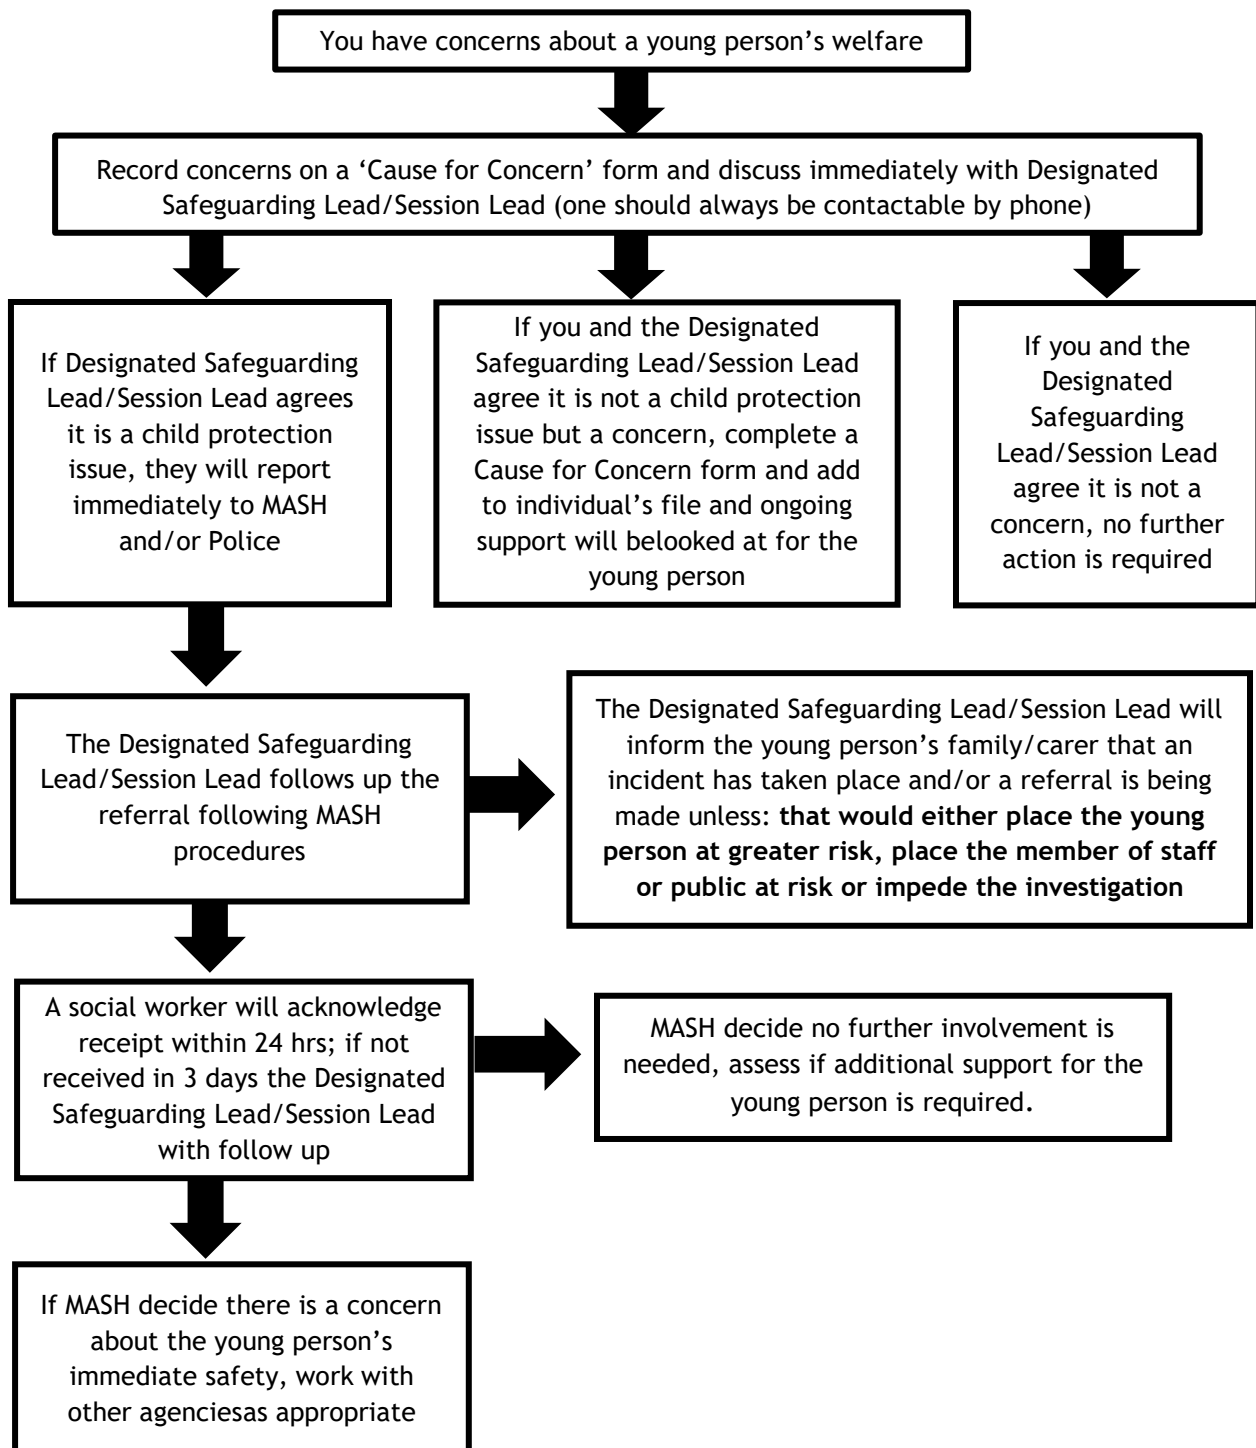 You have concerns about a young person’s welfare
Record concerns on a ‘Cause for Concern’ form and discuss immediately with Designated
Safeguarding Lead/Session Lead (one should always be contactable by phone)
If Designated Safeguarding
Lead/Session Lead agrees
it is a child protection
issue, they will report
immediately to MASH
and/or Police
If you and the Designated
Safeguarding Lead/Session Lead
agree it is not a child protection
issue but a concern, complete a
Cause for Concern form and add
to individual’s file and ongoing
support will belooked at for the
young person
If you and the
Designated
Safeguarding
Lead/Session Lead
agree it is not a
concern, no further
action is required
The Designated Safeguarding
Lead/Session Lead follows up the
referral following MASH
procedures
The Designated Safeguarding Lead/Session Lead will
inform the young person’s family/carer that an
incident has taken place and/or a referral is being
made unless: that would either place the young
person at greater risk, place the member of staff
or public at risk or impede the investigation
A social worker will acknowledge
receipt within 24 hrs; if not
received in 3 days the Designated
Safeguarding Lead/Session Lead
with follow up
MASH decide no further involvement is
needed, assess if additional support for the
young person is required.
If MASH decide there is a concern
about the young person’s
immediate safety, work with
other agenciesas appropriate